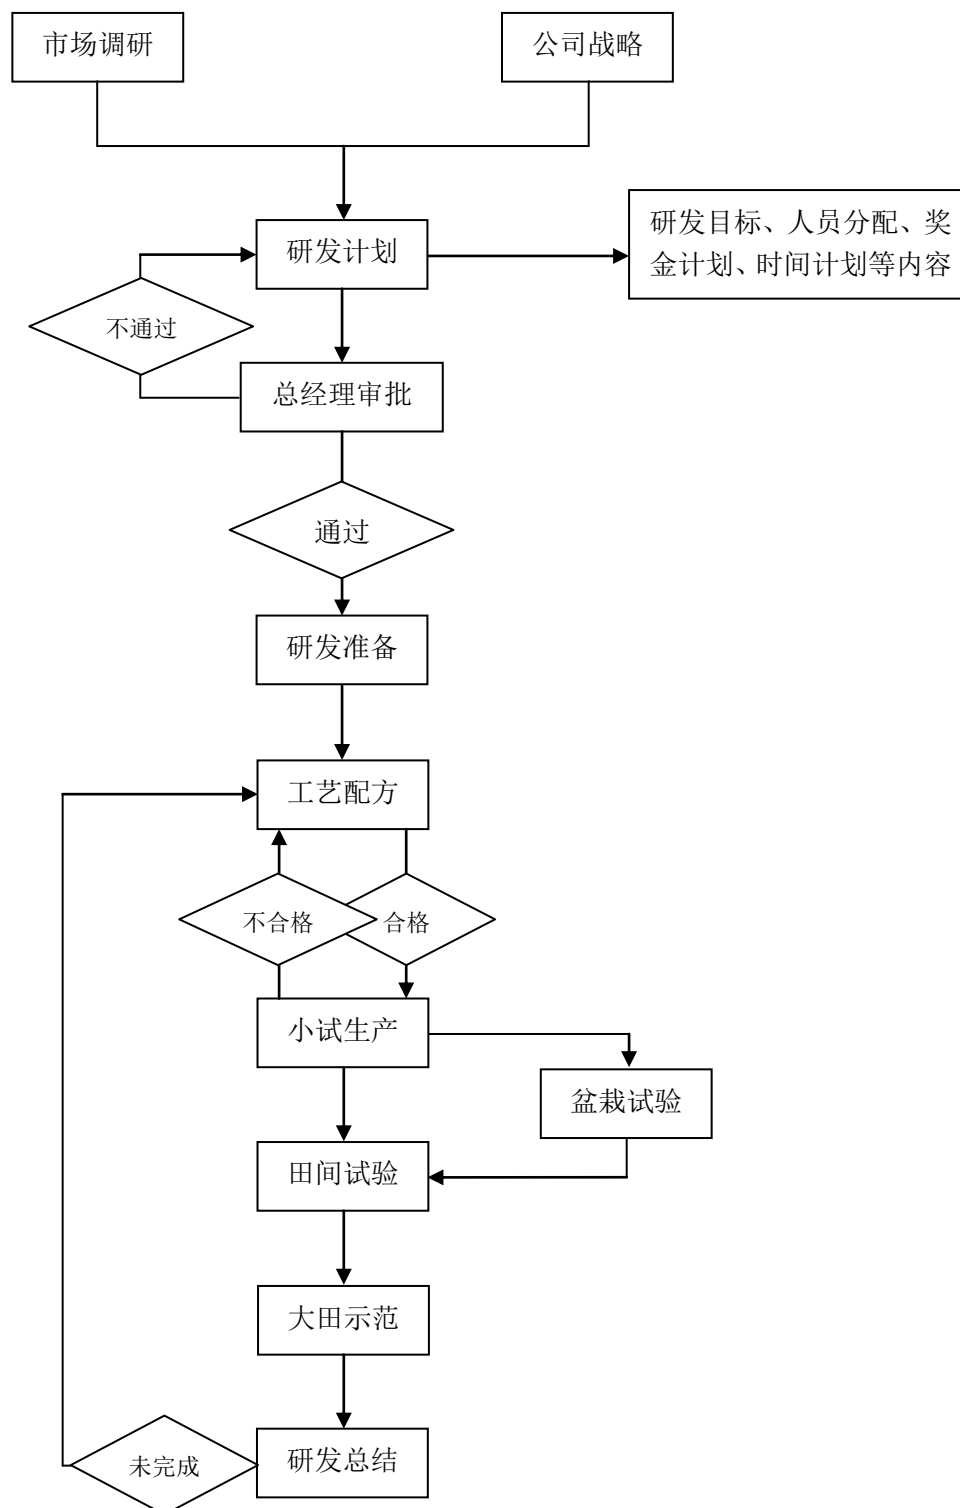 市场调研
公司战略
研发目标、人员分配、奖
金计划、时间计划等内容
研发计划
不通过
总经理审批
通过
研发准备
工艺配方
不合格
合格
小试生产
盆栽试验
田间试验
大田示范
研发总结
未完成